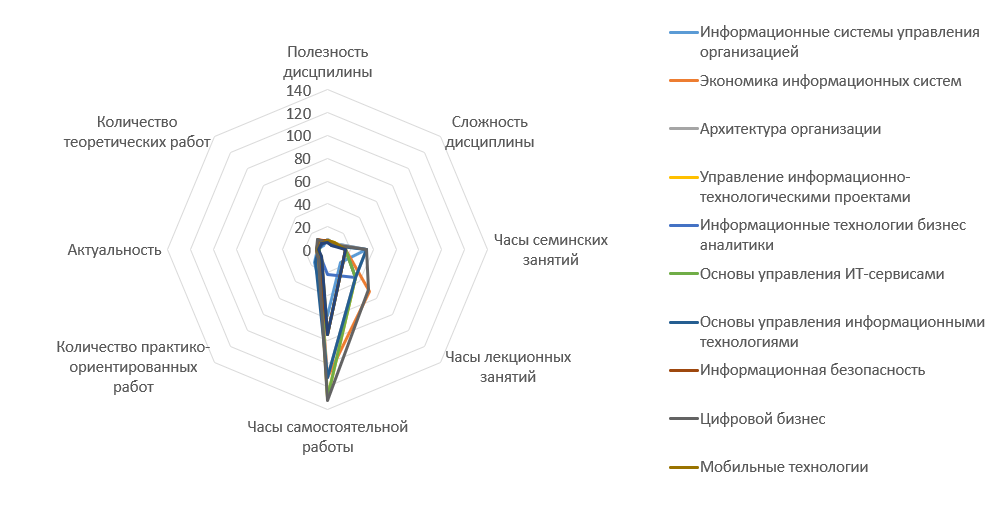 Полезность
дисцпилины
Сложность
дисциплины
Часы семинских
занятий
Часы лекционных
занятий
Часы самостоятельной
работы
Количество практико-
ориентированных
работ
Актуальность
Количество
теоретических работ
140
120
100
80
60
40
20
0
Информационные системы управления
организацией
Экономика информационных систем
Архитектура организации
Управление информационно-
технологическими проектами
Информационные технологии бизнес
аналитики
Основы управления ИТ-сервисами
Основы управления информационными
технологиями
Информационная безопасность
Цифровой бизнес
Мобильные технологии